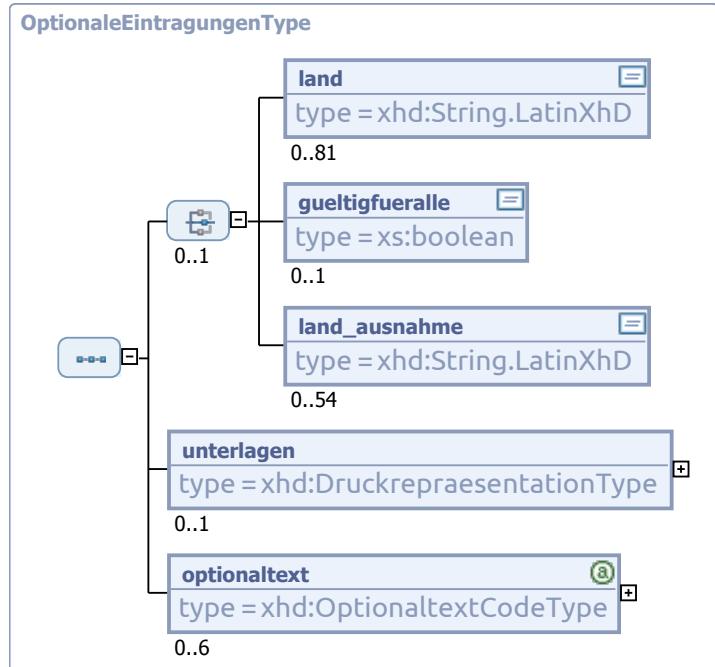 OptionaleEintragungenType
land
type = xhd:String.LatinXhD
0..81
gueltigfueralle
type = xs:boolean
0..1
0..1
land_ausnahme
type = xhd:String.LatinXhD
0..54
unterlagen
type = xhd:DruckrepraesentationType
0..1
optionaltext
a
type = xhd:OptionaltextCodeType
0..6